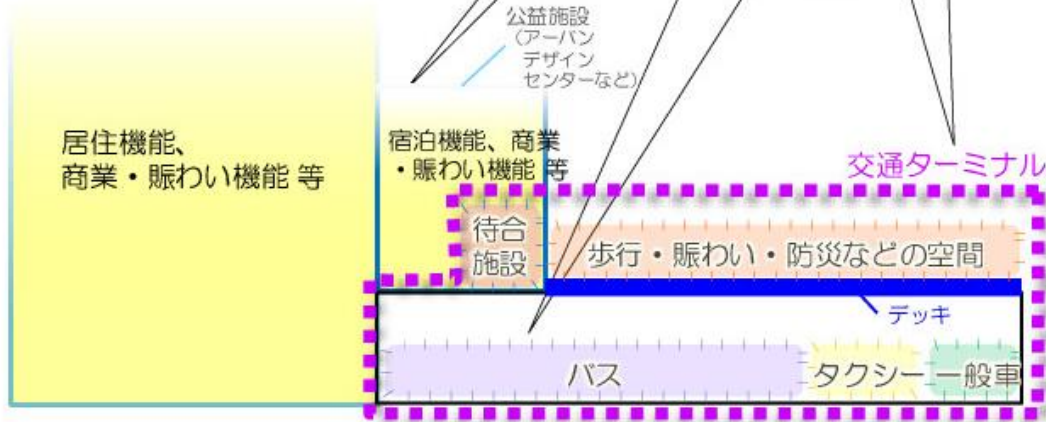 公益施設
（アーバン
デザイン
センターなど）
居住機能、
商業・賑わい機能 等
宿泊機能、商業
・賑わい機能 等
交通ターミナル
待合
施設
歩行・賑わい・防災などの空間
デッキ
バス
タクシー
一般車